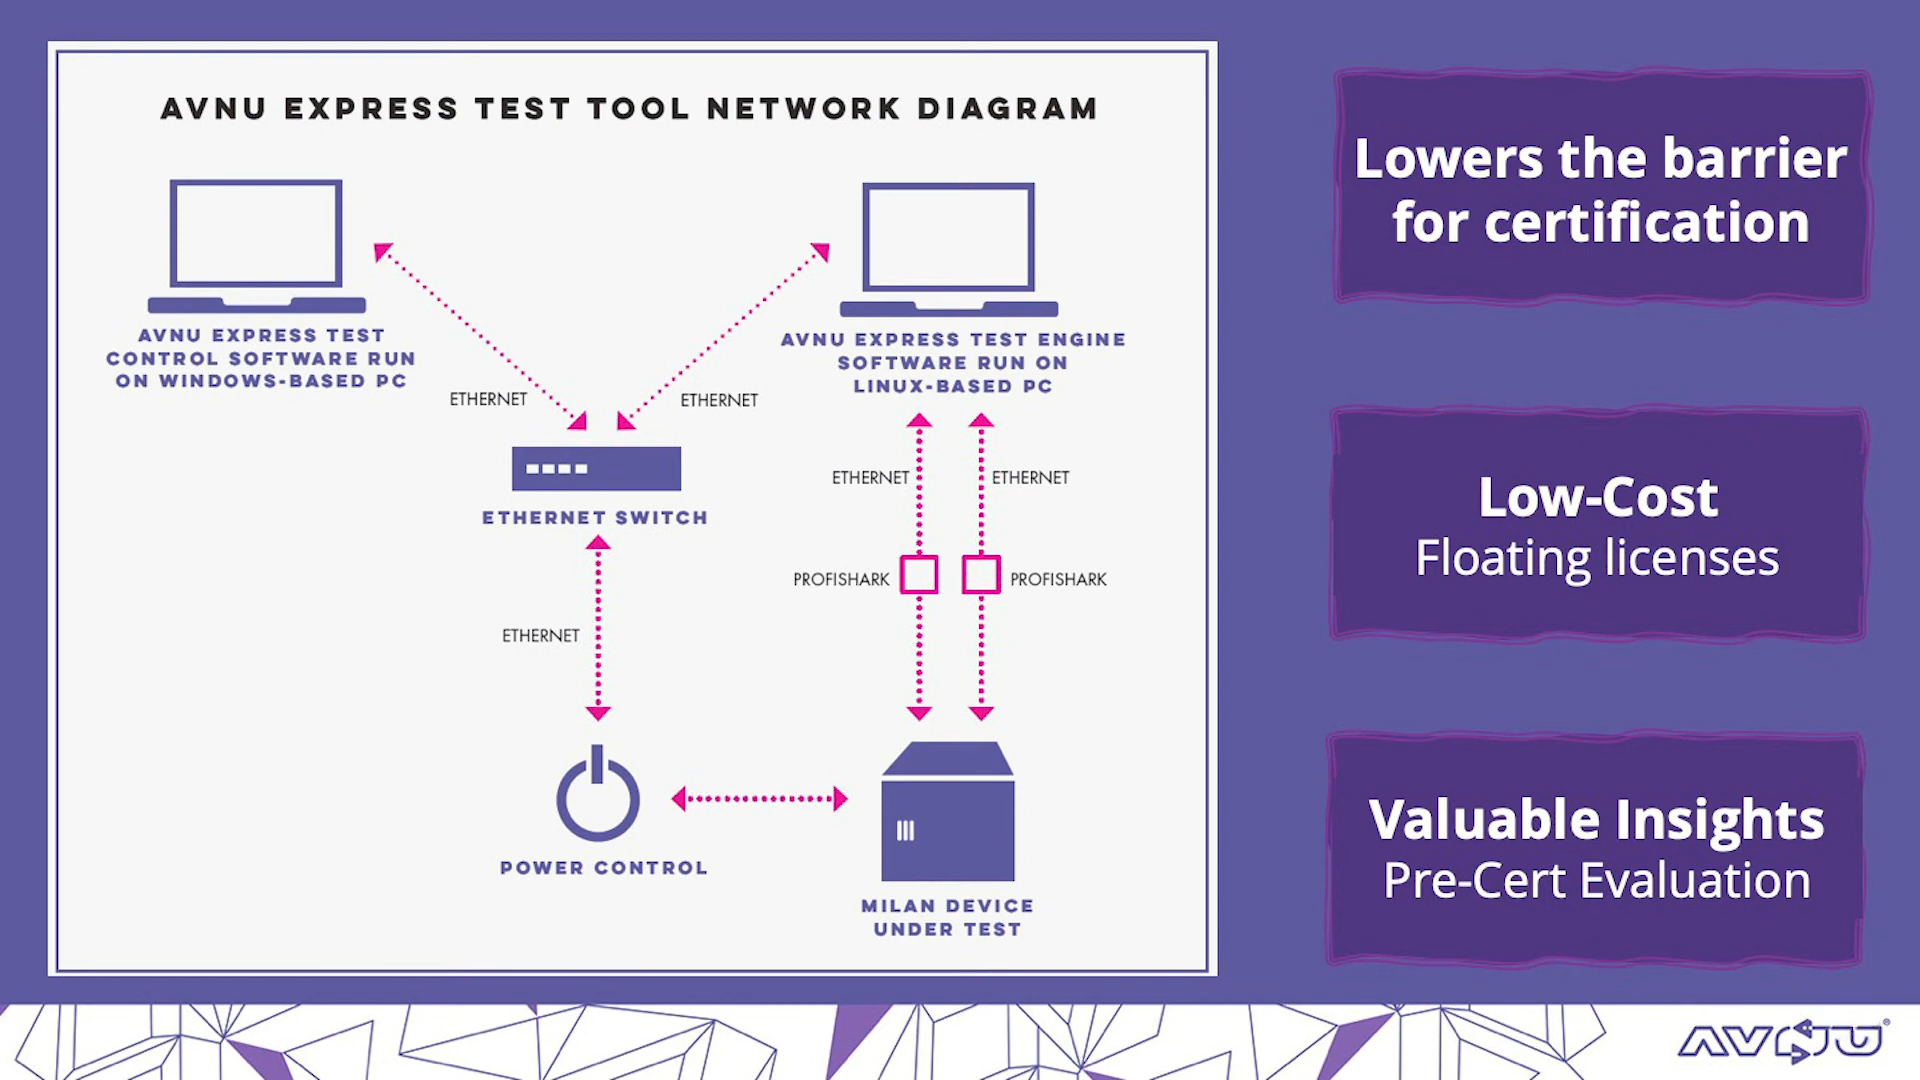 AVNU EXPRESS TEST TOOL NETWORK DIAGRAM
AVNU EXPRESS TEST
CONTROL SOFTWARE RUN
ON WINDOWS-BASED PC
AVNU EXPRESS TEST ENGINE
SOFTWARE RUN ON
LINUX-BASED PC
ETHERNET
ETHERNET
ETHERNET SWITCH
ETHERNET
ETHERNET
PROFISHARK
PROFISHARK
ETHERNET
POWER CONTROL
MILAN DEVICE
UNDER TEST
Lowers the barrier
for certification
Low-Cost
Floating licenses
Valuable Insights
Pre-Cert Evaluation
AVNU®